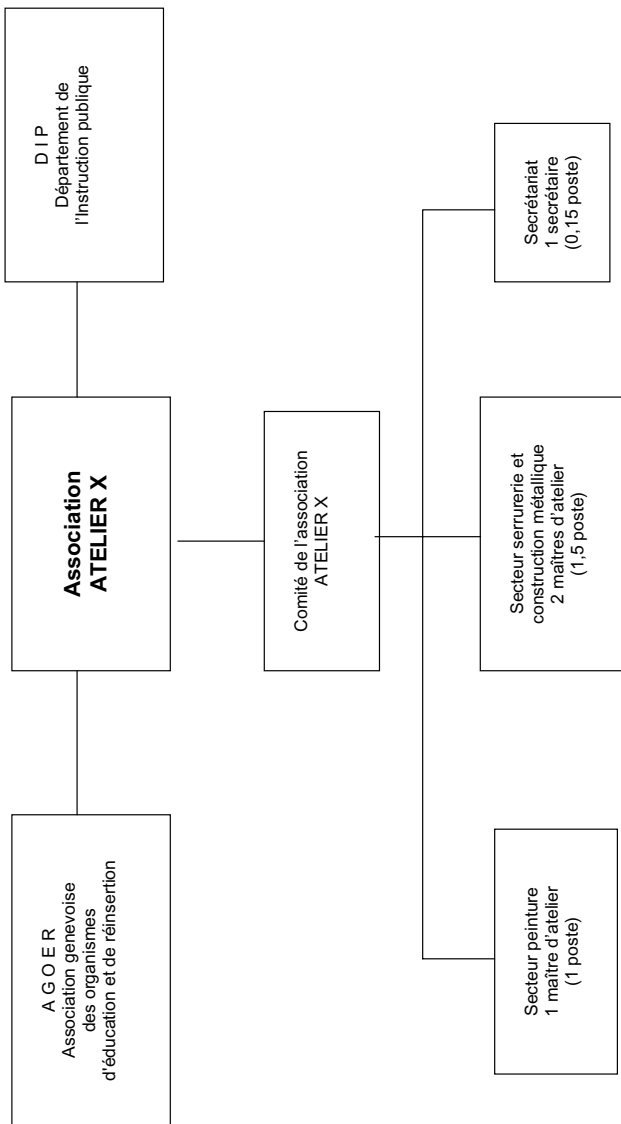 A G O E R
Association genevoise
des organismes
d'éducation et de réinsertion
Association
ATELIER X
D I P
Département de
l'Instruction publique
Comité de l'association
ATELIER X
Secteur peinture
1 maître d'atelier
(1 poste)
Secteur serrurerie et
construction métallique
2 maîtres d'atelier
(1,5 poste)
Secrétariat
1 secrétaire
(0,15 poste)